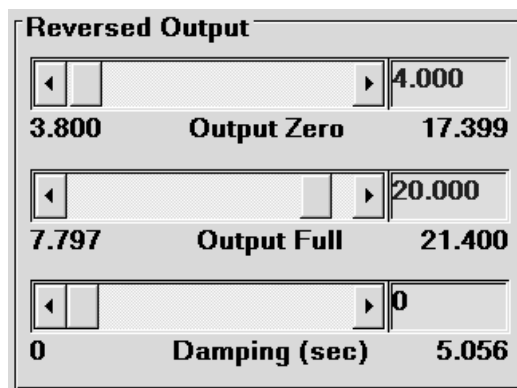 Reversed Output
4.000
3.800 Output Zero 17.399
20.000
7.797 Output Full 21.400
0
0 Damping (sec) 5.056